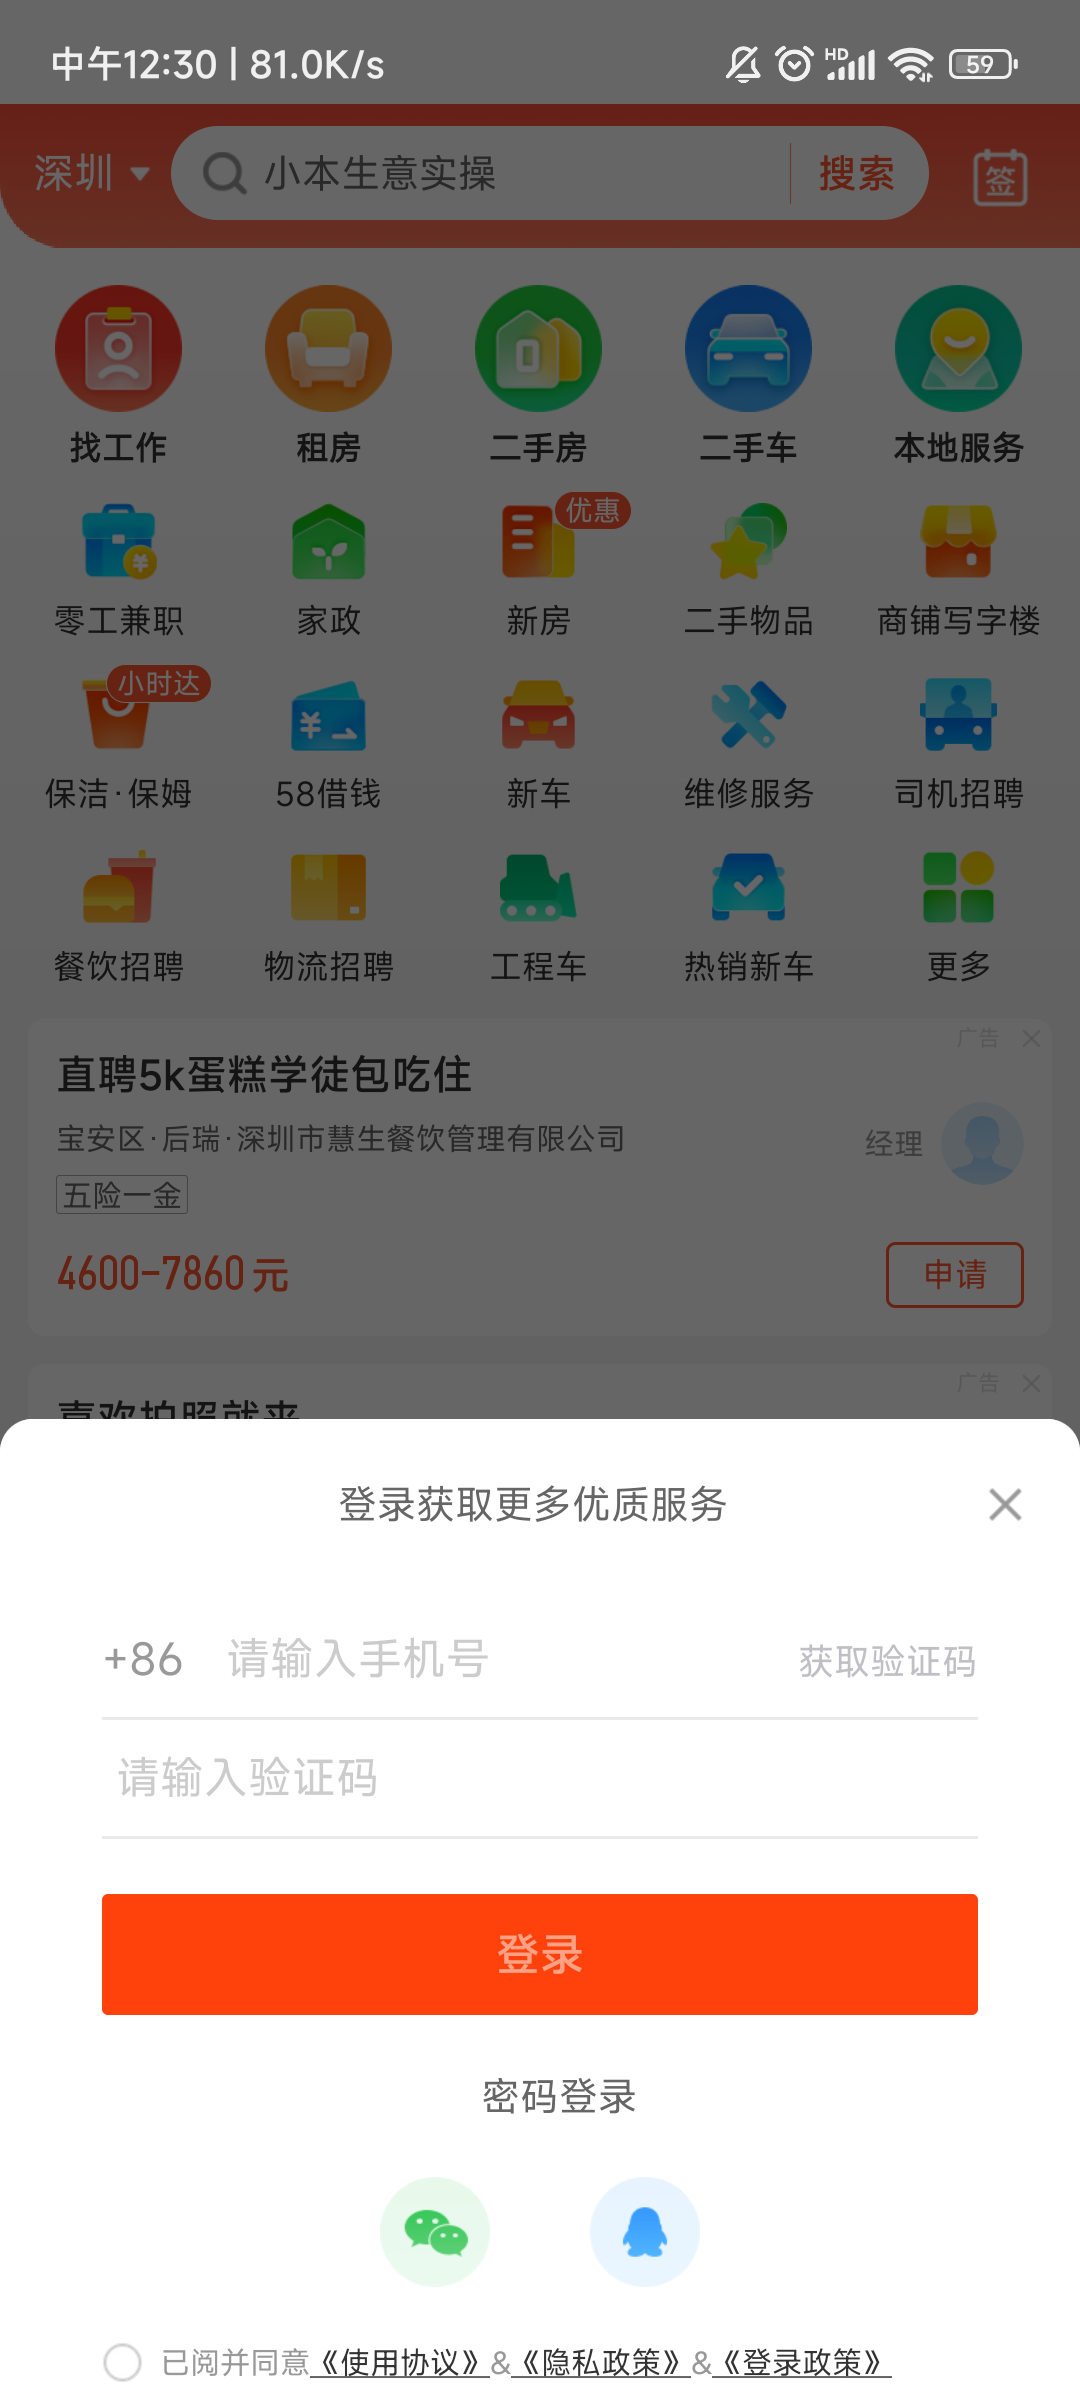 中午12:30 | 81.0K/s HD 59
深圳 小本生意实操 搜索 签
找工作 租房 二手房 二手车 本地服务
优惠
零工兼职 家政 新房 二手物品 商铺写字楼
小时达
保洁·保姆 58借钱 新车 维修服务 司机招聘
餐饮招聘 物流招聘 工程车 热销新车 更多
广告
直聘5k蛋糕学徒包吃住
宝安区·后瑞·深圳市慧生餐饮管理有限公司 经理
五险一金
4600-7860元 申请
广告
喜欢拍照就来
登录获取更多优质服务
+86 请输入手机号 获取验证码
请输入验证码
登录
密码登录
已阅并同意《使用协议》&《隐私政策》&《登录政策》